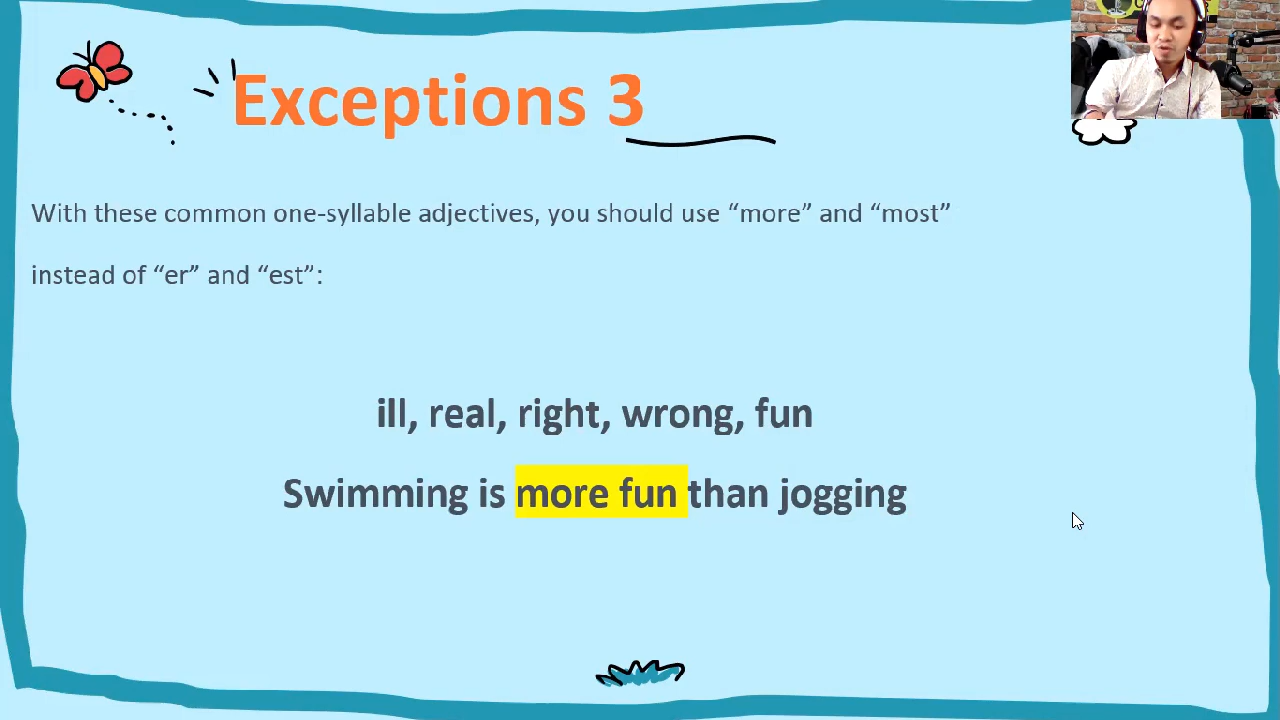 Exceptions 3
With these common one-syllable adjectives, you should use “more” and “most”
instead of “er” and “est”:
ill, real, right, wrong, fun
Swimming is more fun than jogging